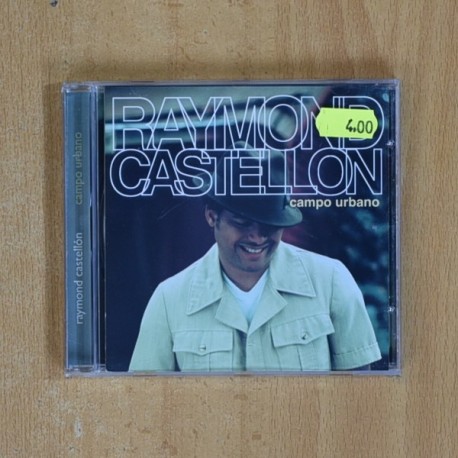 RAYMOND
CASTELLON
campo urbano
4.00
raymond castellón campo urbano